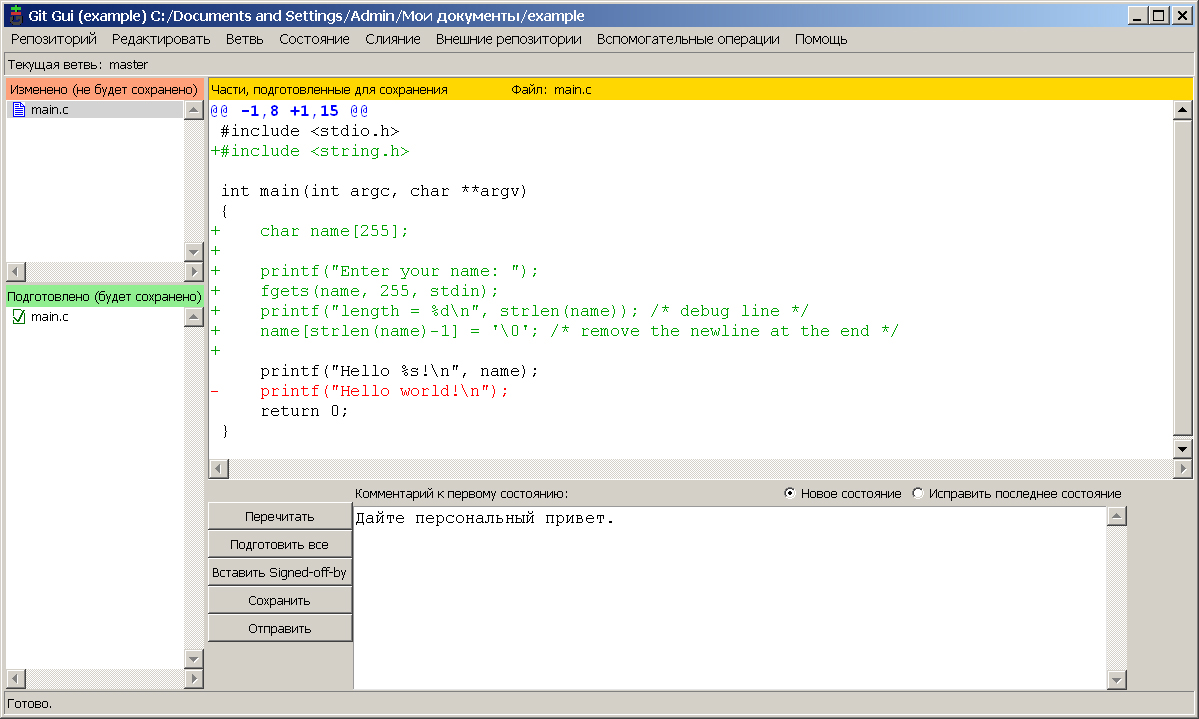 Git Gui (example) C:/Documents and Settings/Admin/Мои документы/example
Репозиторий Редактировать Ветвь Состояние Слияние Внешние репозитории Вспомогательные операции Помощь
Текущая ветвь: master
Изменено (не будет сохранено)
main.c
Подготовлено (будет сохранено)
main.c
Части, подготовленные для сохранения Файл: main.c
@@ -1,8 +1,15 @@
 #include <stdio.h>
+#include <string.h>
 int main(int argc, char **argv)
 {
+    char name[255];
+
+    printf("Enter your name: ");
+    fgets(name, 255, stdin);
+    printf("length = %d\n", strlen(name)); /* debug line */
+    name[strlen(name)-1] = '\0'; /* remove the newline at the end */
+
     printf("Hello %s!\n", name);
-    printf("Hello world!\n");
     return 0;
 }
Комментарий к первому состоянию: Новое состояние Исправить последнее состояние
Перечитать
Подготовить все
Вставить Signed-off-by
Сохранить
Отправить
Дайте персональный привет.
Готово.